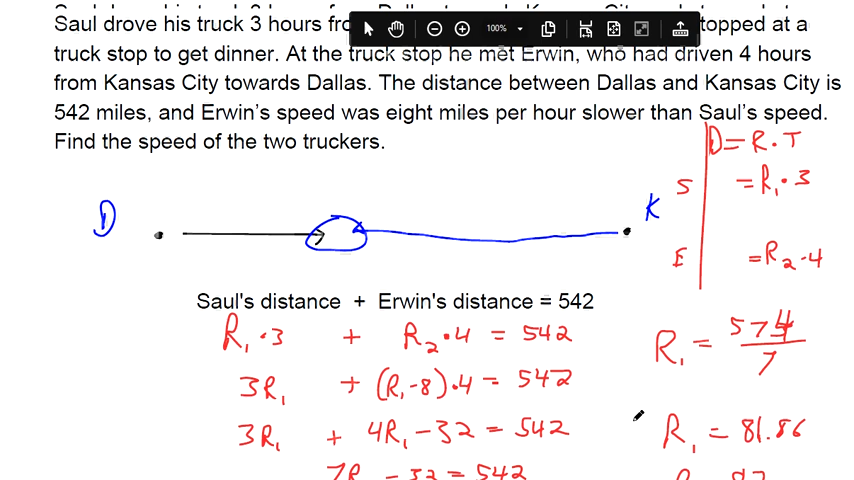 Saul drove his truck 3 hours
topped at a
100%
truck stop to get dinner. At the truck stop he met Erwin, who had driven 4 hours
from Kansas City towards Dallas. The distance between Dallas and Kansas City is
542 miles, and Erwin's speed was eight miles per hour slower than Saul's speed.
Find the speed of the two truckers.
D = R · T
S = R₁ · 3
D K
E = R₂ · 4
Saul's distance + Erwin's distance = 542
R₁ · 3 + R₂ · 4 = 542
R₁ = 574/7
3R₁ + (R₁-8) · 4 = 542
3R₁ + 4R₁ - 32 = 542
R₁ = 81.86
7R - 32 = 542